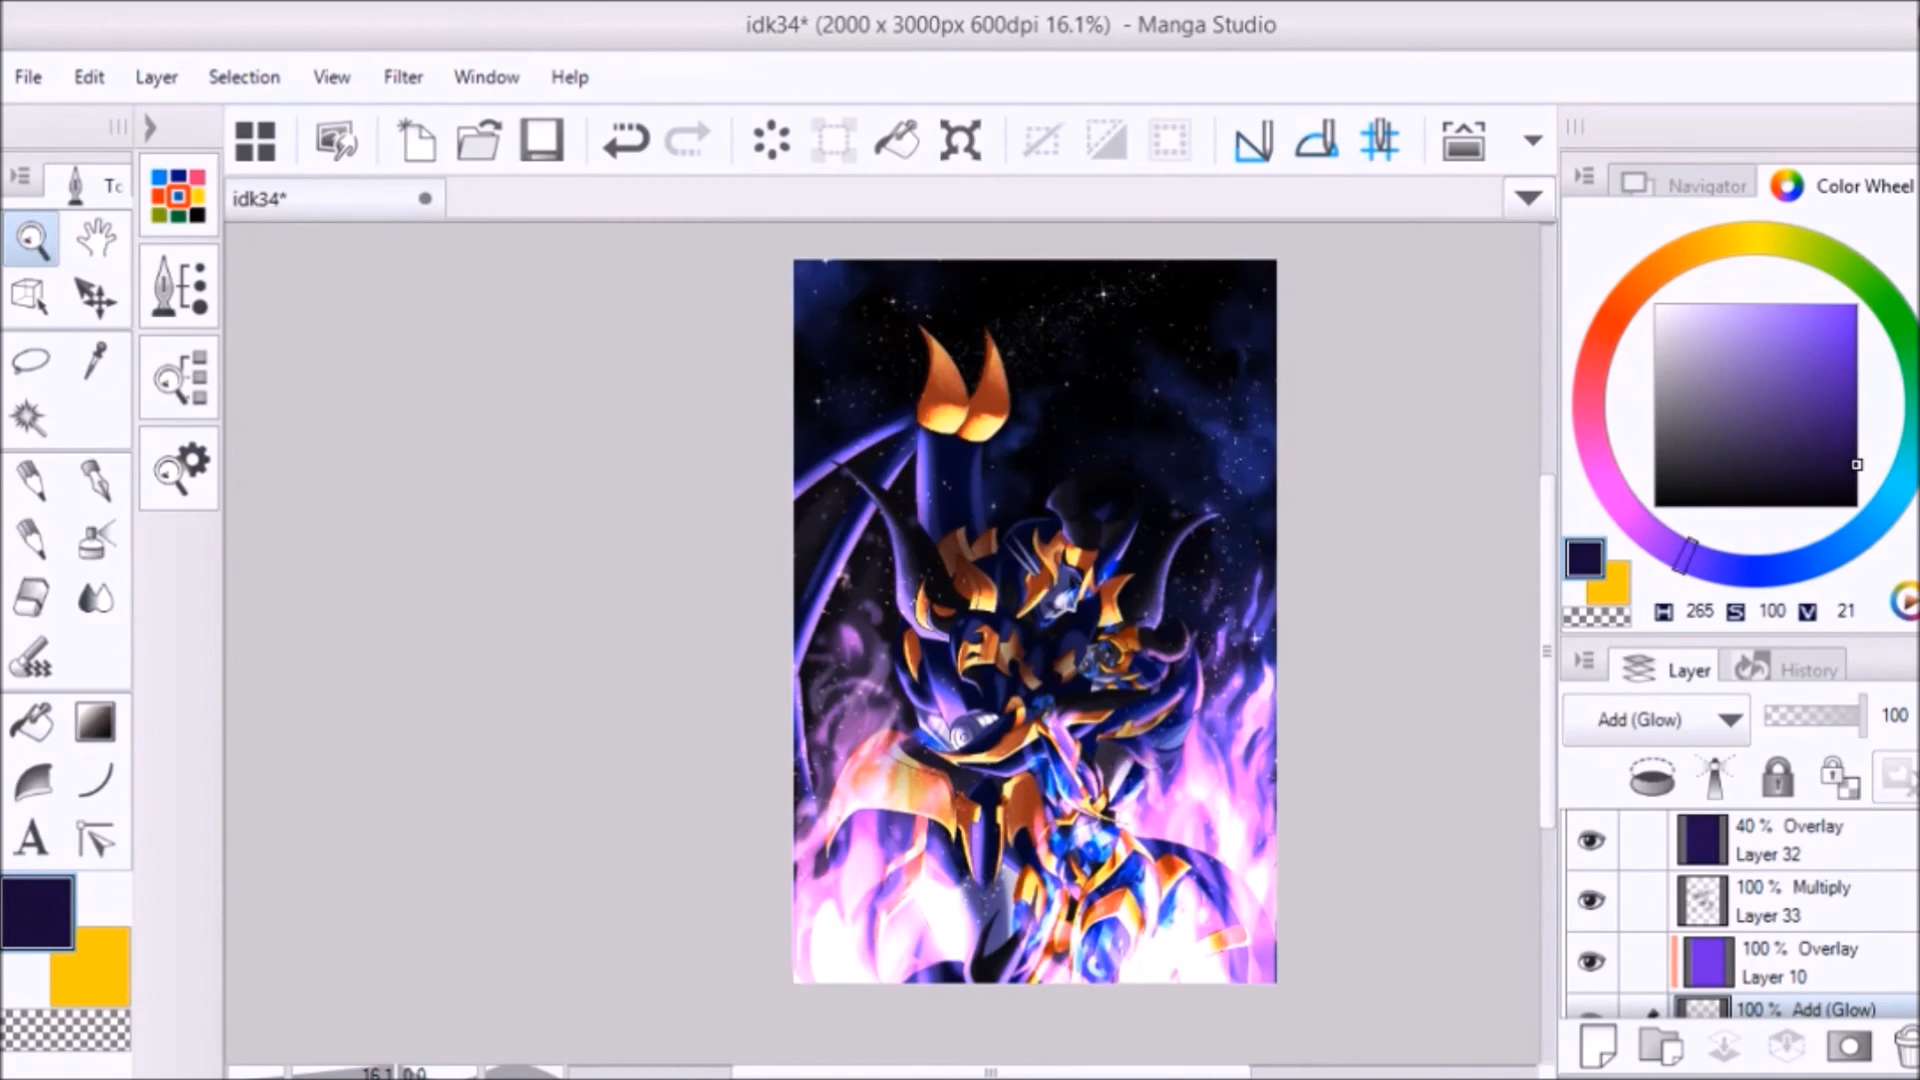 idk34* (2000 x 3000px 600dpi 16.1%) - Manga Studio
File Edit Layer Selection View Filter Window Help
Tc
idk34*
Navigator Color Wheel
H 265 S 100 V 21
Layer History
Add (Glow) 100
40 % Overlay
Layer 32
100 % Multiply
Layer 33
100 % Overlay
Layer 10
100 % Add (Glow)
16.1 0.0